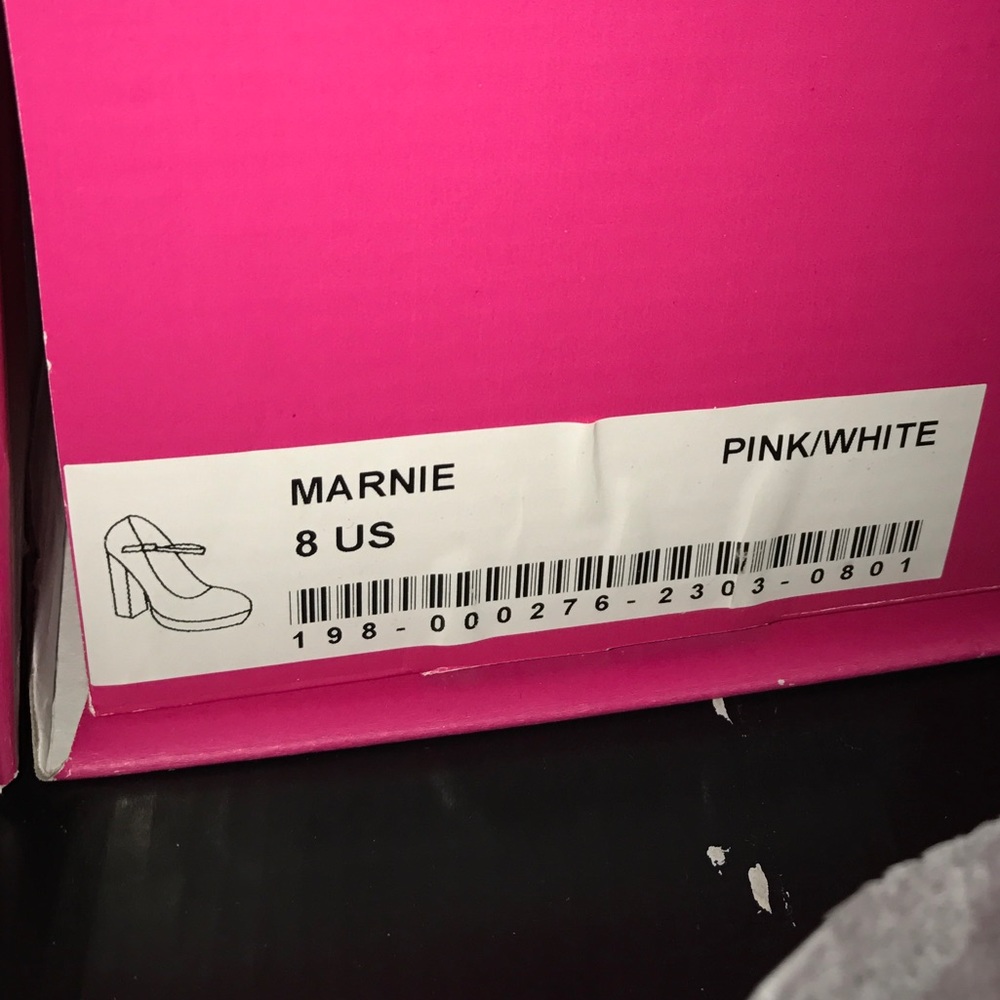 MARNIE
PINK/WHITE
8 US
198-000276-2303-0801